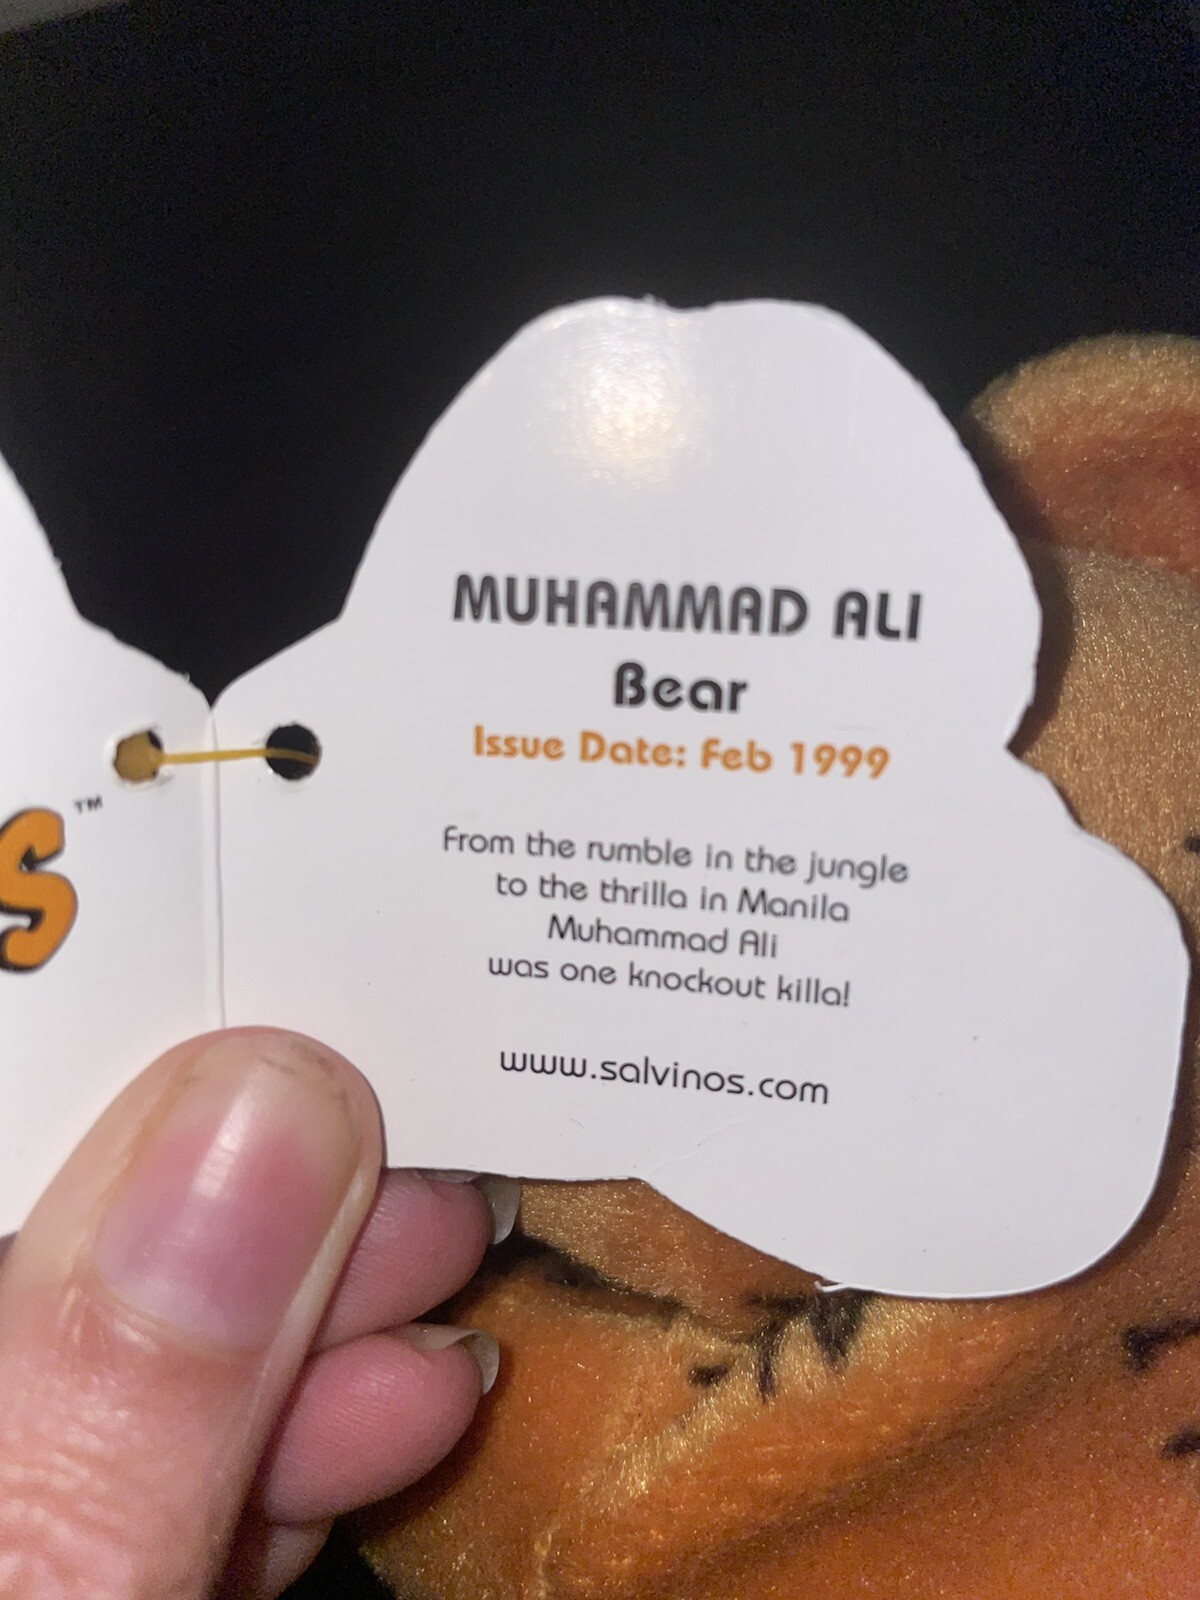 S™
MUHAMMAD ALI
Bear
Issue Date: Feb 1999
From the rumble in the jungle
to the thrilla in Manila
Muhammad Ali
was one knockout killa!
www.salvinos.com